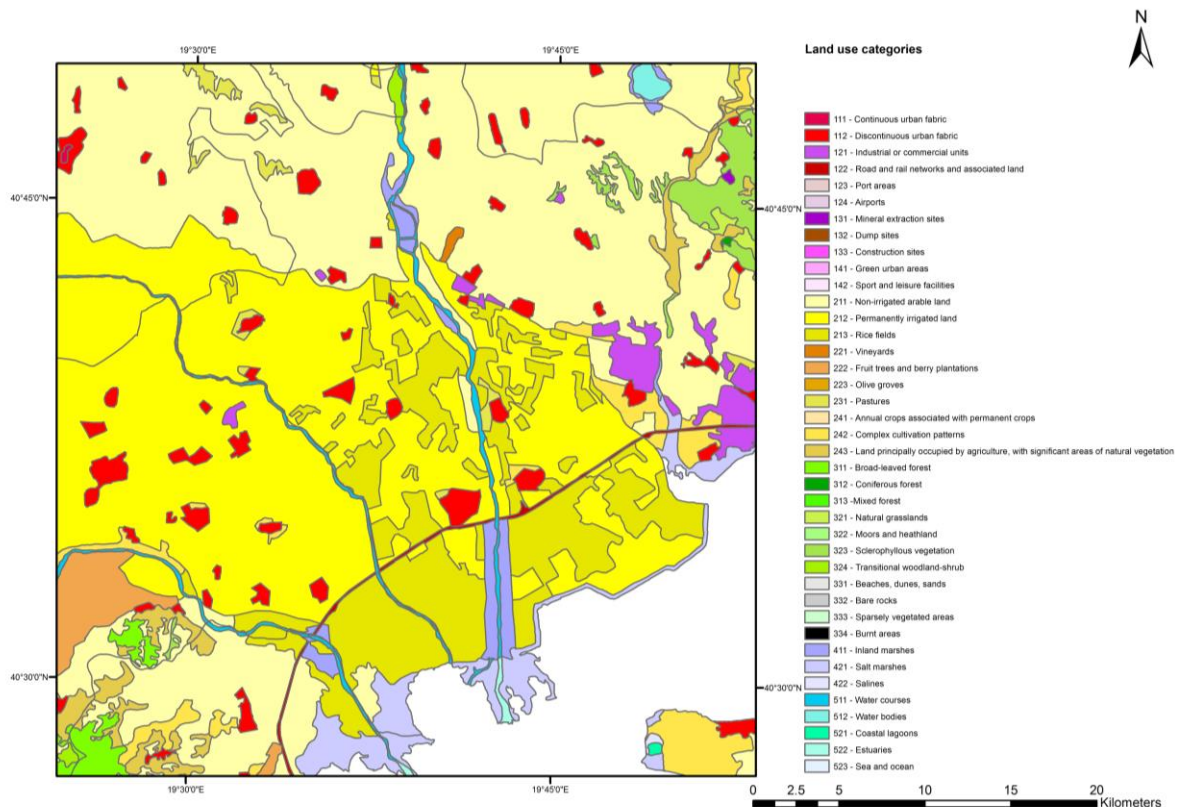 N
19°30'0"E
19°45'0"E
Land use categories
40°45'0"N
40°45'0"N
40°30'0"N
40°30'0"N
19°30'0"E
19°45'0"E
111 - Continuous urban fabric
112 - Discontinuous urban fabric
121 - Industrial or commercial units
122 - Road and rail networks and associated land
123 - Port areas
124 - Airports
131 - Mineral extraction sites
132 - Dump sites
133 - Construction sites
141 - Green urban areas
142 - Sport and leisure facilities
211 - Non-irrigated arable land
212 - Permanently irrigated land
213 - Rice fields
221 - Vineyards
222 - Fruit trees and berry plantations
223 - Olive groves
231 - Pastures
241 - Annual crops associated with permanent crops
242 - Complex cultivation patterns
243 - Land principally occupied by agriculture, with significant areas of natural vegetation
311 - Broad-leaved forest
312 - Coniferous forest
313 -Mixed forest
321 - Natural grasslands
322 - Moors and heathland
323 - Sclerophyllous vegetation
324 - Transitional woodland-shrub
331 - Beaches, dunes, sands
332 - Bare rocks
333 - Sparsely vegetated areas
334 - Burnt areas
411 - Inland marshes
421 - Salt marshes
422 - Salines
511 - Water courses
512 - Water bodies
521 - Coastal lagoons
522 - Estuaries
523 - Sea and ocean
0 2.5 5 10 15 20
Kilometers